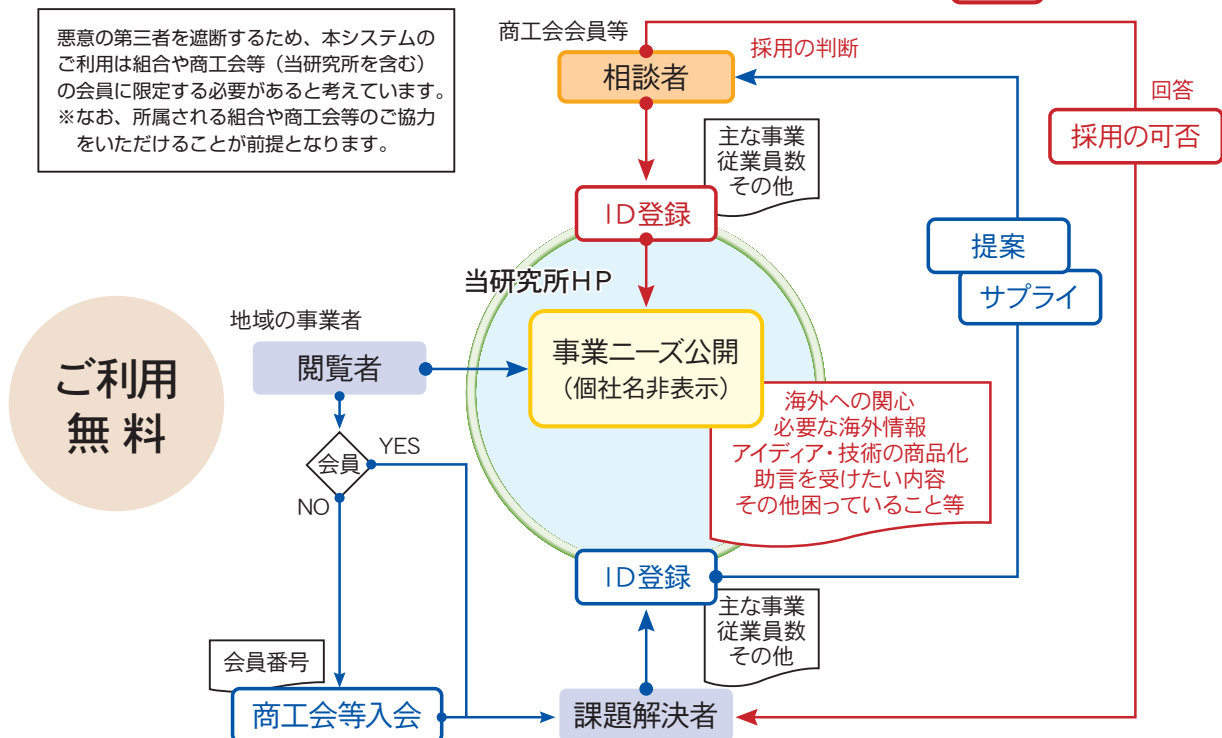 悪意の第三者を遮断するため、本システムの
ご利用は組合や商工会等（当研究所を含む）
の会員に限定する必要があると考えています。
※なお、所属される組合や商工会等のご協力
をいただけることが前提となります。
商工会会員等
相談者
採用の判断
回答
採用の可否
主な事業
従業員数
その他
ID登録
提案
サプライ
当研究所HP
地域の事業者
閲覧者
事業ニーズ公開
（個社名非表示）
ご利用
無料
海外への関心
必要な海外情報
アイディア・技術の商品化
助言を受けたい内容
その他困っていること等
会員
YES
NO
ID登録
主な事業
従業員数
その他
会員番号
商工会等入会
課題解決者